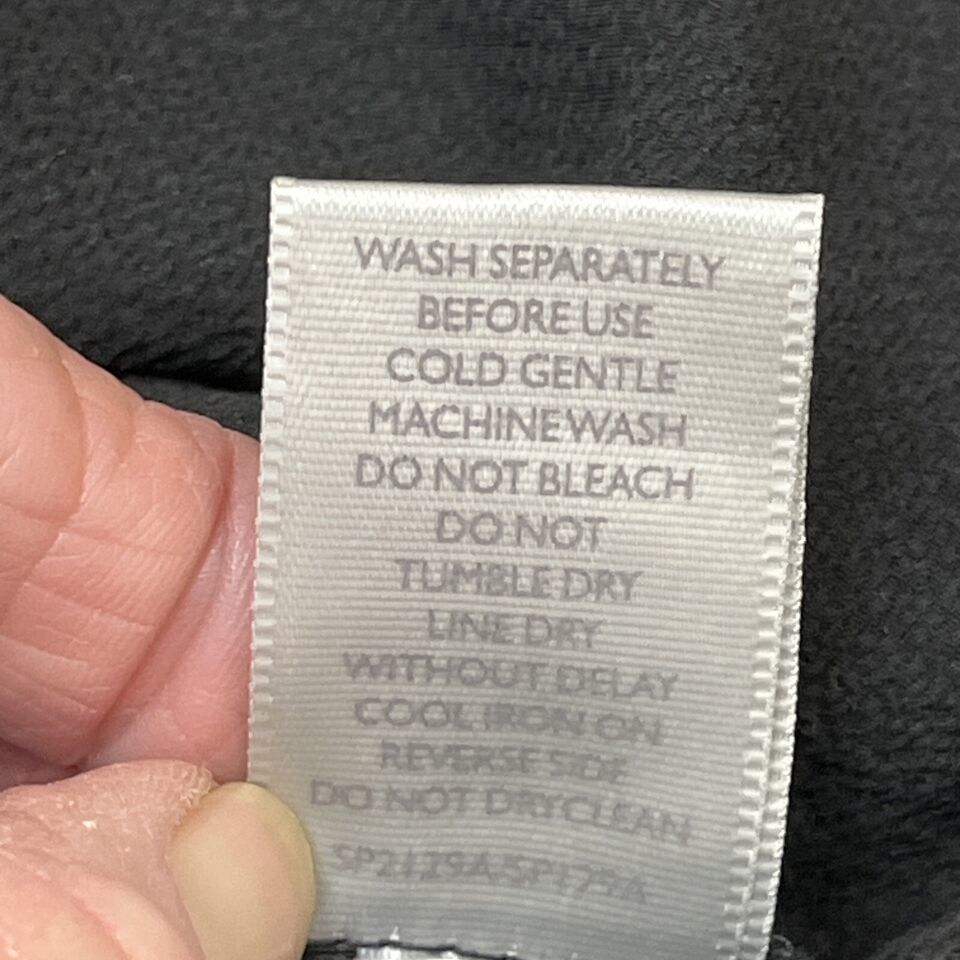 WASH SEPARATELY
BEFORE USE
COLD GENTLE
MACHINE WASH
DO NOT BLEACH
DO NOT
TUMBLE DRY
LINE DRY
WITHOUT DELAY
COOL IRON ON
REVERSE SIDE
DO NOT DRYCLEAN